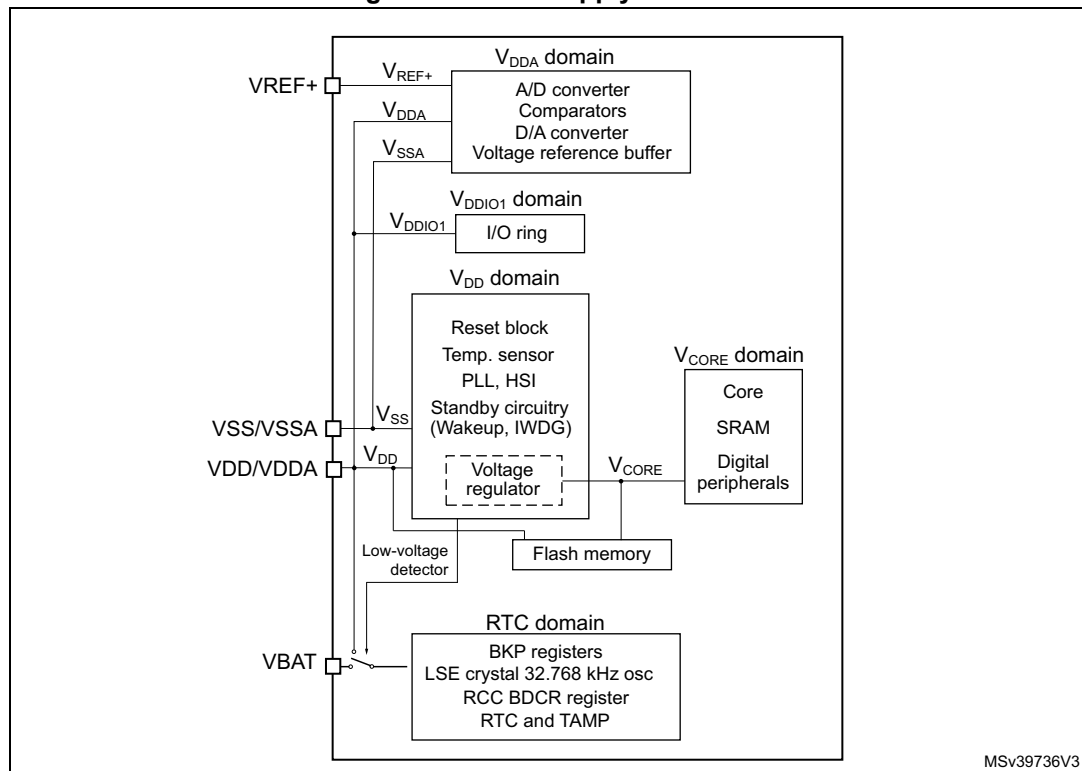 VDDA domain
VREF+
VREF+
A/D converter
Comparators
D/A converter
Voltage reference buffer
VDDA
VSSA
VDDIO1 domain
VDDIO1
I/O ring
VDD domain
Reset block
Temp. sensor
PLL, HSI
Standby circuitry
(Wakeup, IWDG)
Voltage
regulator
VCORE domain
Core
SRAM
Digital
peripherals
VSS/VSSA
VSS
VDD/VDDA
VDD
VCORE
Flash memory
Low-voltage
detector
RTC domain
VBAT
BKP registers
LSE crystal 32.768 kHz osc
RCC BDCR register
RTC and TAMP
MSv39736V3